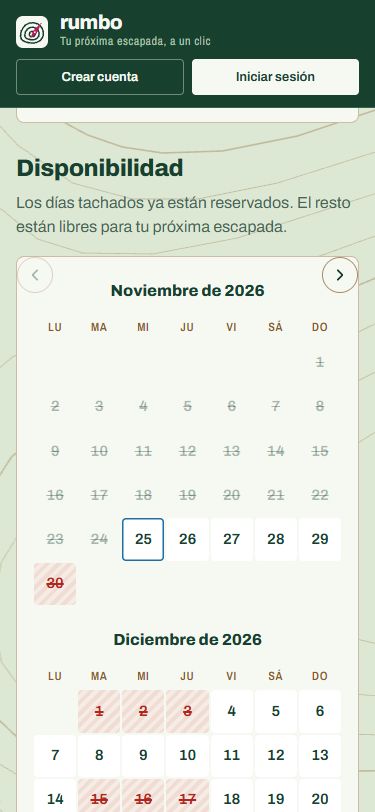 rumbo
Tu próxima escapada, a un clic
Crear cuenta
Iniciar sesión
Disponibilidad
Los días tachados ya están reservados. El resto
están libres para tu próxima escapada.
Noviembre de 2026
LU MA MI JU VI SÁ DO
1
2 3 4 5 6 7 8
9 10 11 12 13 14 15
16 17 18 19 20 21 22
23 24 25 26 27 28 29
30
Diciembre de 2026
LU MA MI JU VI SÁ DO
1 2 3 4 5 6
7 8 9 10 11 12 13
14 15 16 17 18 19 20